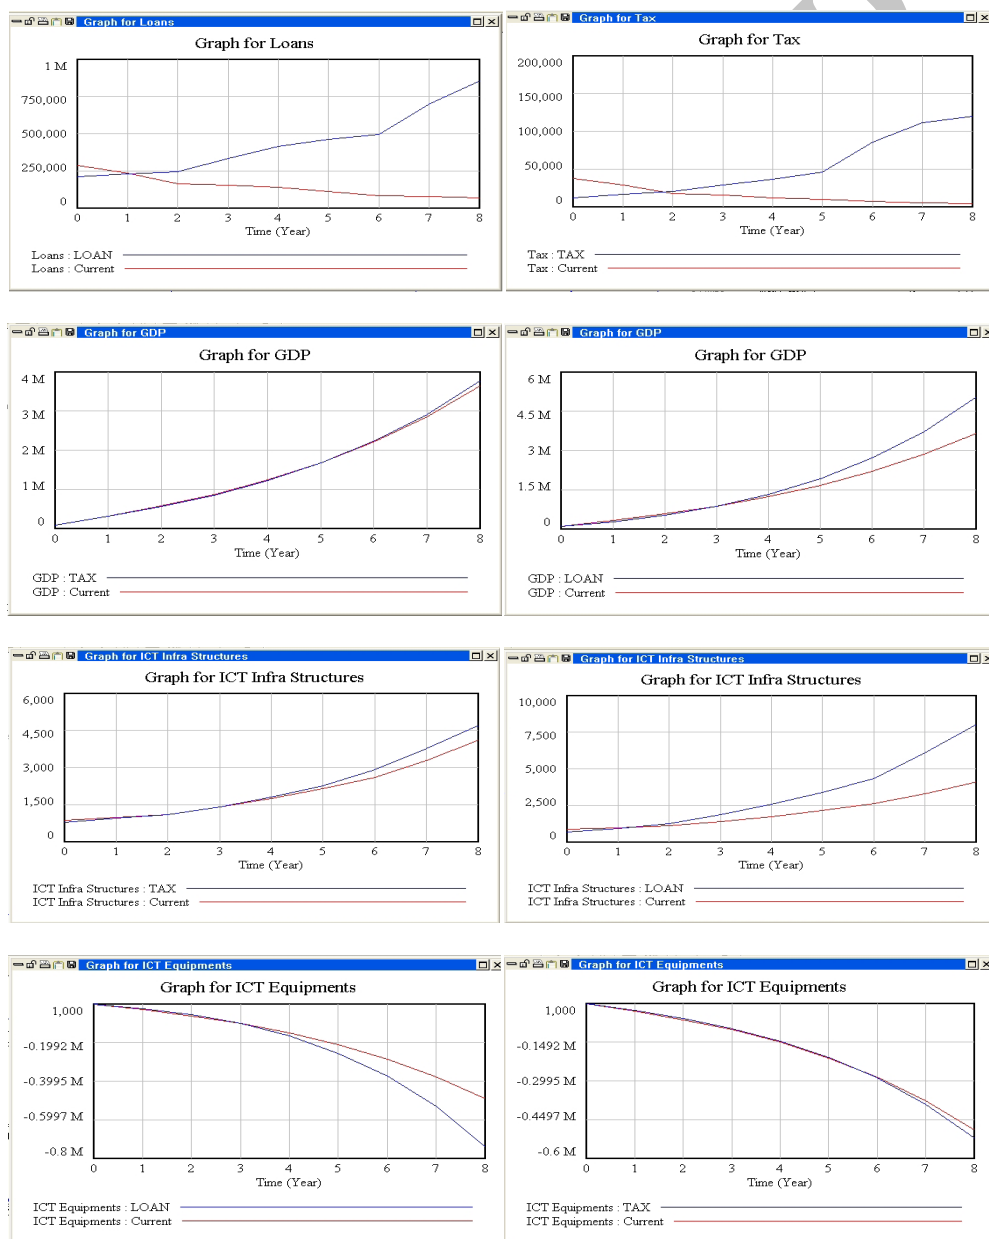 Graph for Loans
Graph for Loans
1 M
750,000
500,000
250,000
0
0 1 2 3 4 5 6 7 8
Time (Year)
Loans : LOAN
Loans : Current
Graph for Tax
Graph for Tax
200,000
150,000
100,000
50,000
0
0 1 2 3 4 5 6 7 8
Time (Year)
Tax : TAX
Tax : Current
Graph for GDP
Graph for GDP
4 M
3 M
2 M
1 M
0
0 1 2 3 4 5 6 7 8
Time (Year)
GDP : TAX
GDP : Current
Graph for GDP
Graph for GDP
6 M
4.5 M
3 M
1.5 M
0
0 1 2 3 4 5 6 7 8
Time (Year)
GDP : LOAN
GDP : Current
Graph for ICT Infra Structures
Graph for ICT Infra Structures
6,000
4,500
3,000
1,500
0
0 1 2 3 4 5 6 7 8
Time (Year)
ICT Infra Structures : TAX
ICT Infra Structures : Current
Graph for ICT Infra Structures
Graph for ICT Infra Structures
10,000
7,500
5,000
2,500
0
0 1 2 3 4 5 6 7 8
Time (Year)
ICT Infra Structures : LOAN
ICT Infra Structures : Current
Graph for ICT Equipments
Graph for ICT Equipments
1,000
-0.1992 M
-0.3995 M
-0.5997 M
-0.8 M
0 1 2 3 4 5 6 7 8
Time (Year)
ICT Equipments : LOAN
ICT Equipments : Current
Graph for ICT Equipments
Graph for ICT Equipments
1,000
-0.1492 M
-0.2995 M
-0.4497 M
-0.6 M
0 1 2 3 4 5 6 7 8
Time (Year)
ICT Equipments : TAX
ICT Equipments : Current